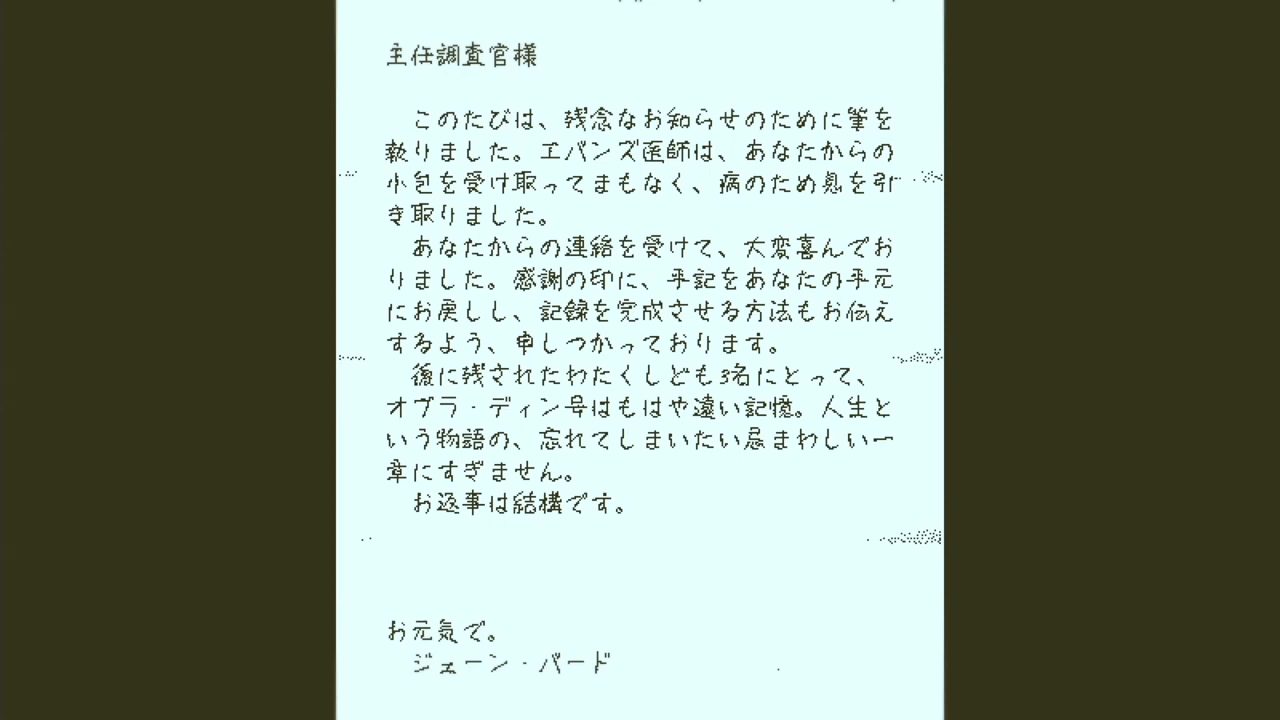 主任調査官様
このたびは、残念なお知らせのために筆を
執りました。エバンズ医師は、あなたからの
小包を受け取ってまもなく、病のため息を引
き取りました。
あなたからの連絡を受けて、大変喜んでお
りました。感謝の印に、手記をあなたの手元
にお戻しし、記録を完成させる方法もお伝え
するよう、申しつかっております。
後に残されたわたくしども3名にとって、
オブラ・ディン号はもはや遠い記憶。人生と
いう物語の、忘れてしまいたい忌まわしい一
章にすぎません。
お返事は結構です。
お元気で。
ジェーン・バード